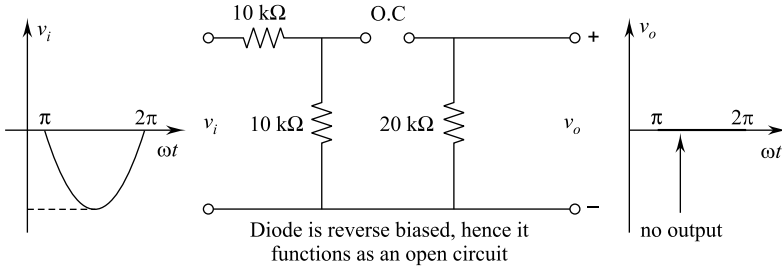 v_i
π 2π
ωt
10 kΩ O.C
v_i 10 kΩ 20 kΩ v_o
+
−
Diode is reverse biased, hence it
functions as an open circuit
v_o
π 2π
ωt
no output